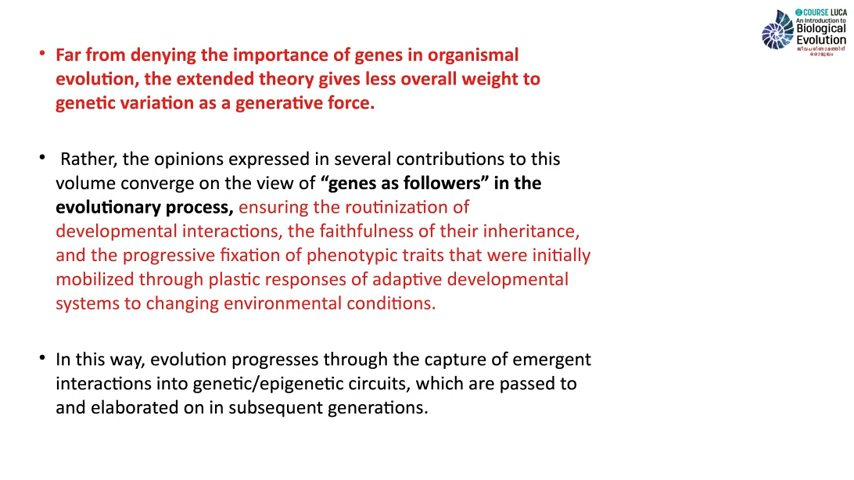 COURSE LUCA
An Introduction to
Biological
Evolution
• Far from denying the importance of genes in organismal
evolution, the extended theory gives less overall weight to
genetic variation as a generative force.
• Rather, the opinions expressed in several contributions to this
volume converge on the view of “genes as followers” in the
evolutionary process, ensuring the routinization of
developmental interactions, the faithfulness of their inheritance,
and the progressive fixation of phenotypic traits that were initially
mobilized through plastic responses of adaptive developmental
systems to changing environmental conditions.
• In this way, evolution progresses through the capture of emergent
interactions into genetic/epigenetic circuits, which are passed to
and elaborated on in subsequent generations.